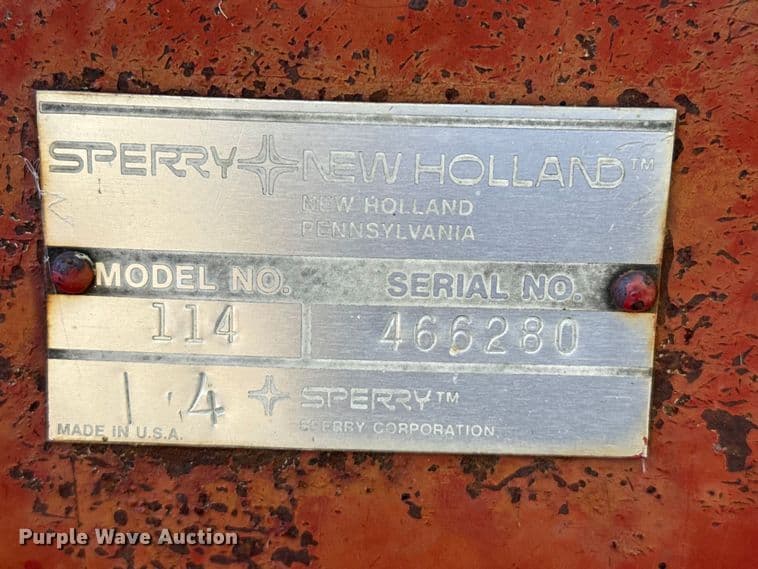 SPERRY NEW HOLLAND™
NEW HOLLAND
PENNSYLVANIA
MODEL NO. SERIAL NO.
114 466280
SPERRY™
MADE IN U.S.A. SPERRY CORPORATION
Purple Wave Auction